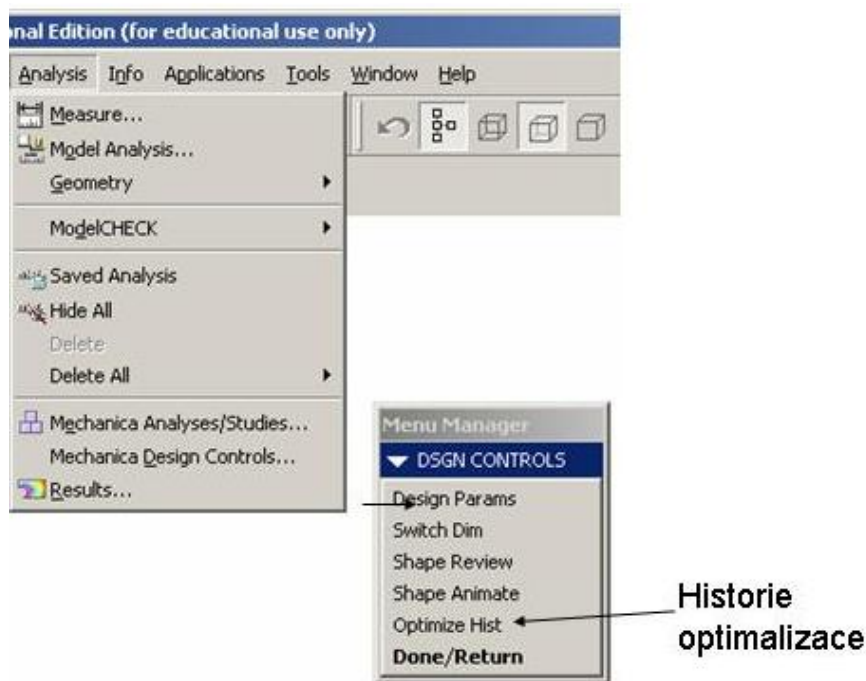 nal Edition (for educational use only)
Analysis Info Applications Tools Window Help
Measure...
Model Analysis...
Geometry
ModelCHECK
Saved Analysis
Hide All
Delete
Delete All
Mechanica Analyses/Studies...
Mechanica Design Controls...
Results...
Menu Manager
DSGN CONTROLS
Design Params
Switch Dim
Shape Review
Shape Animate
Optimize Hist
Done/Return
Historie
optimalizace